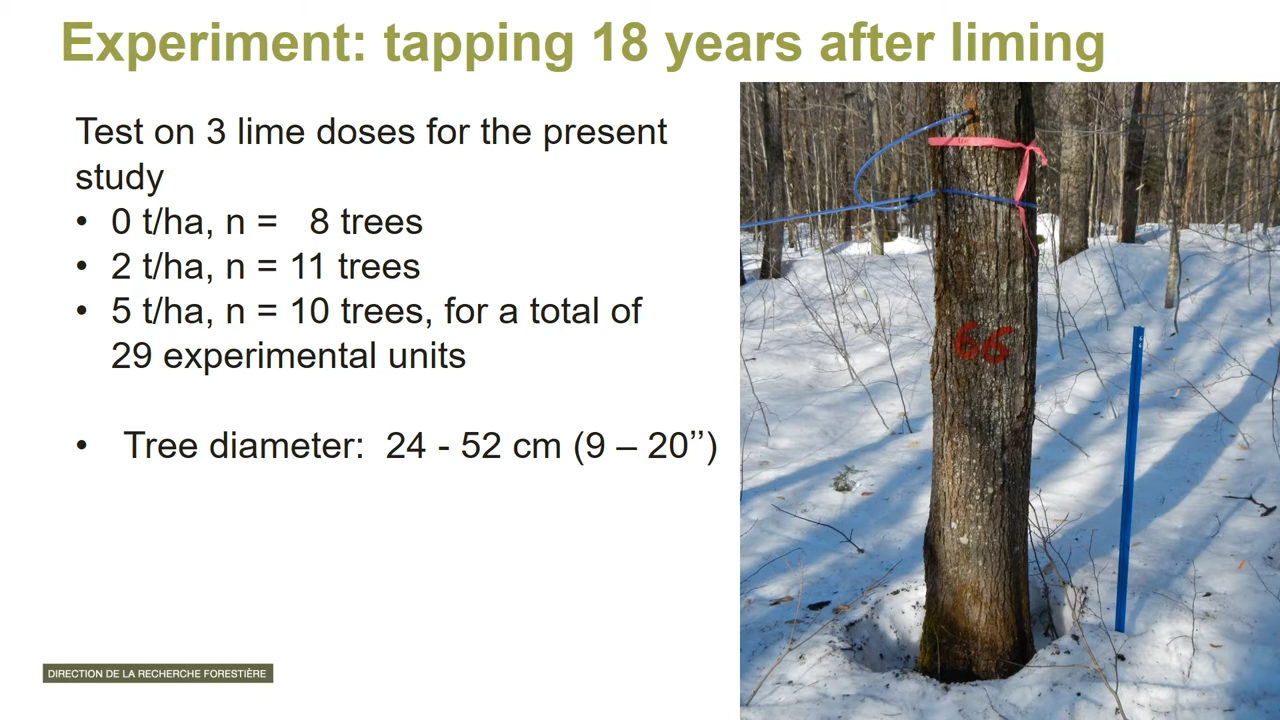 Experiment: tapping 18 years after liming
Test on 3 lime doses for the present
study
• 0 t/ha, n = 8 trees
• 2 t/ha, n = 11 trees
• 5 t/ha, n = 10 trees, for a total of
29 experimental units
• Tree diameter: 24 - 52 cm (9 – 20’’)
66
DIRECTION DE LA RECHERCHE FORESTIÈRE